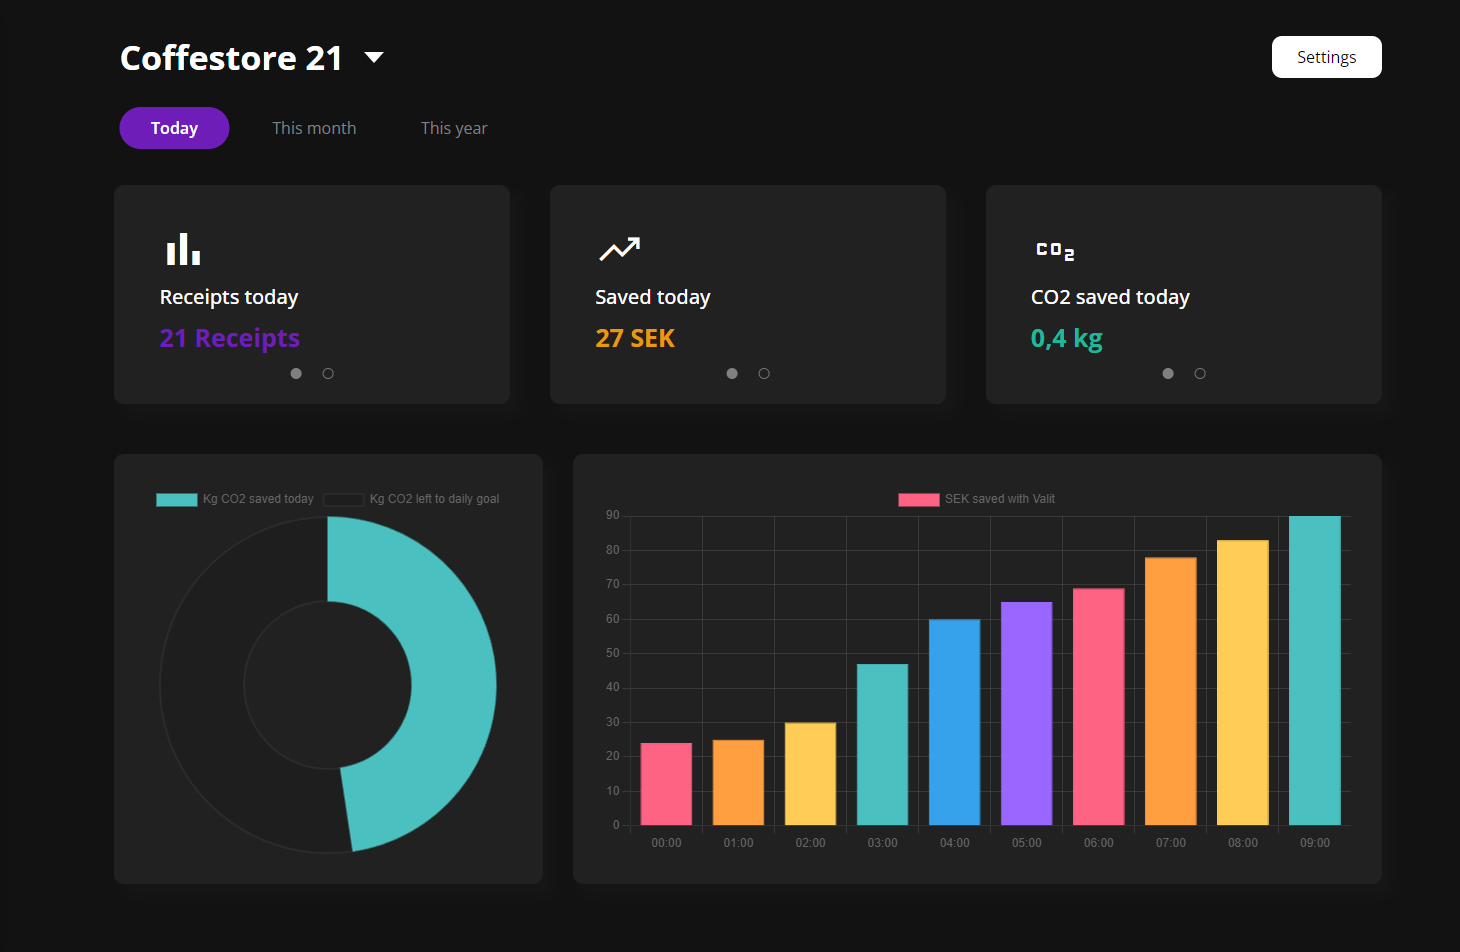 Coffestore 21
Settings
Today This month This year
Receipts today
21 Receipts
Saved today
27 SEK
CO2
CO2 saved today
0,4 kg
Kg CO2 saved today Kg CO2 left to daily goal
SEK saved with Valit
90
80
70
60
50
40
30
20
10
0
00:00 01:00 02:00 03:00 04:00 05:00 06:00 07:00 08:00 09:00